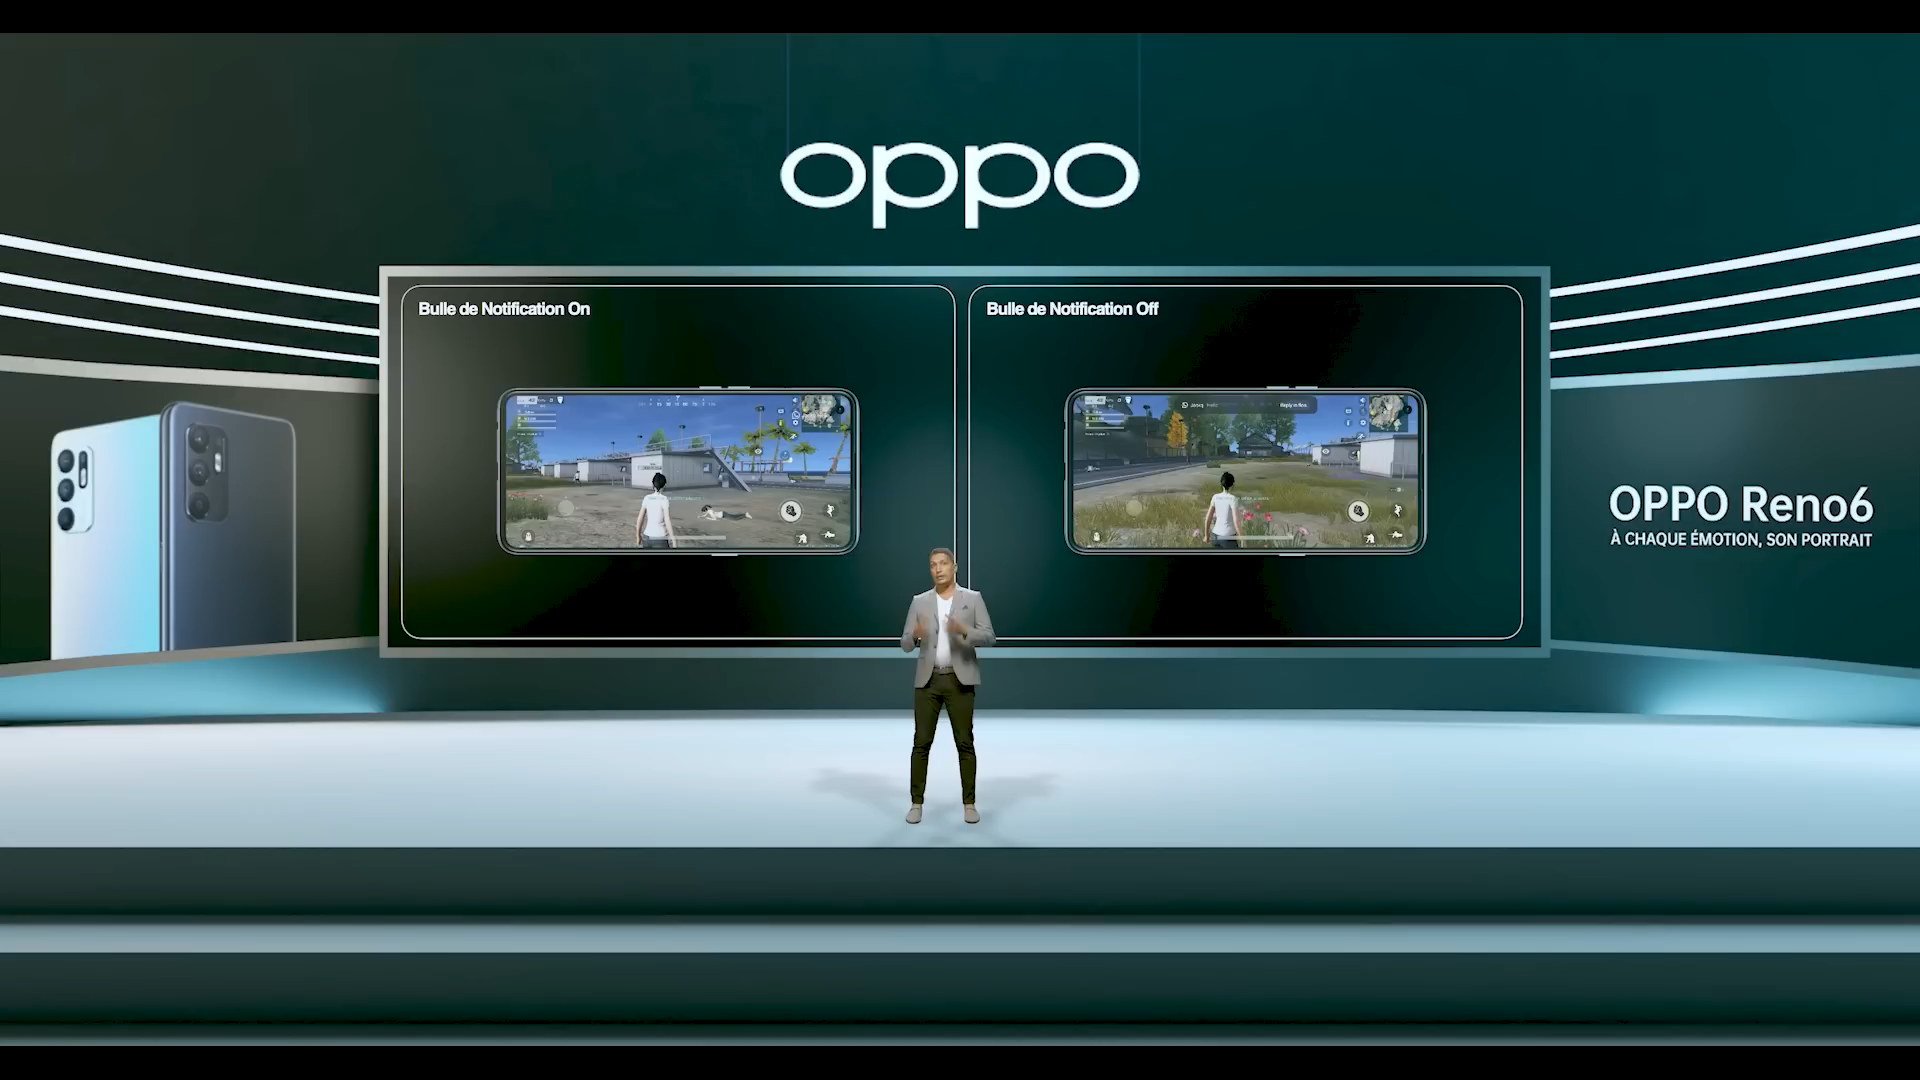 oppo
Bulle de Notification On
Bulle de Notification Off
OPPO Reno6
À CHAQUE ÉMOTION, SON PORTRAIT